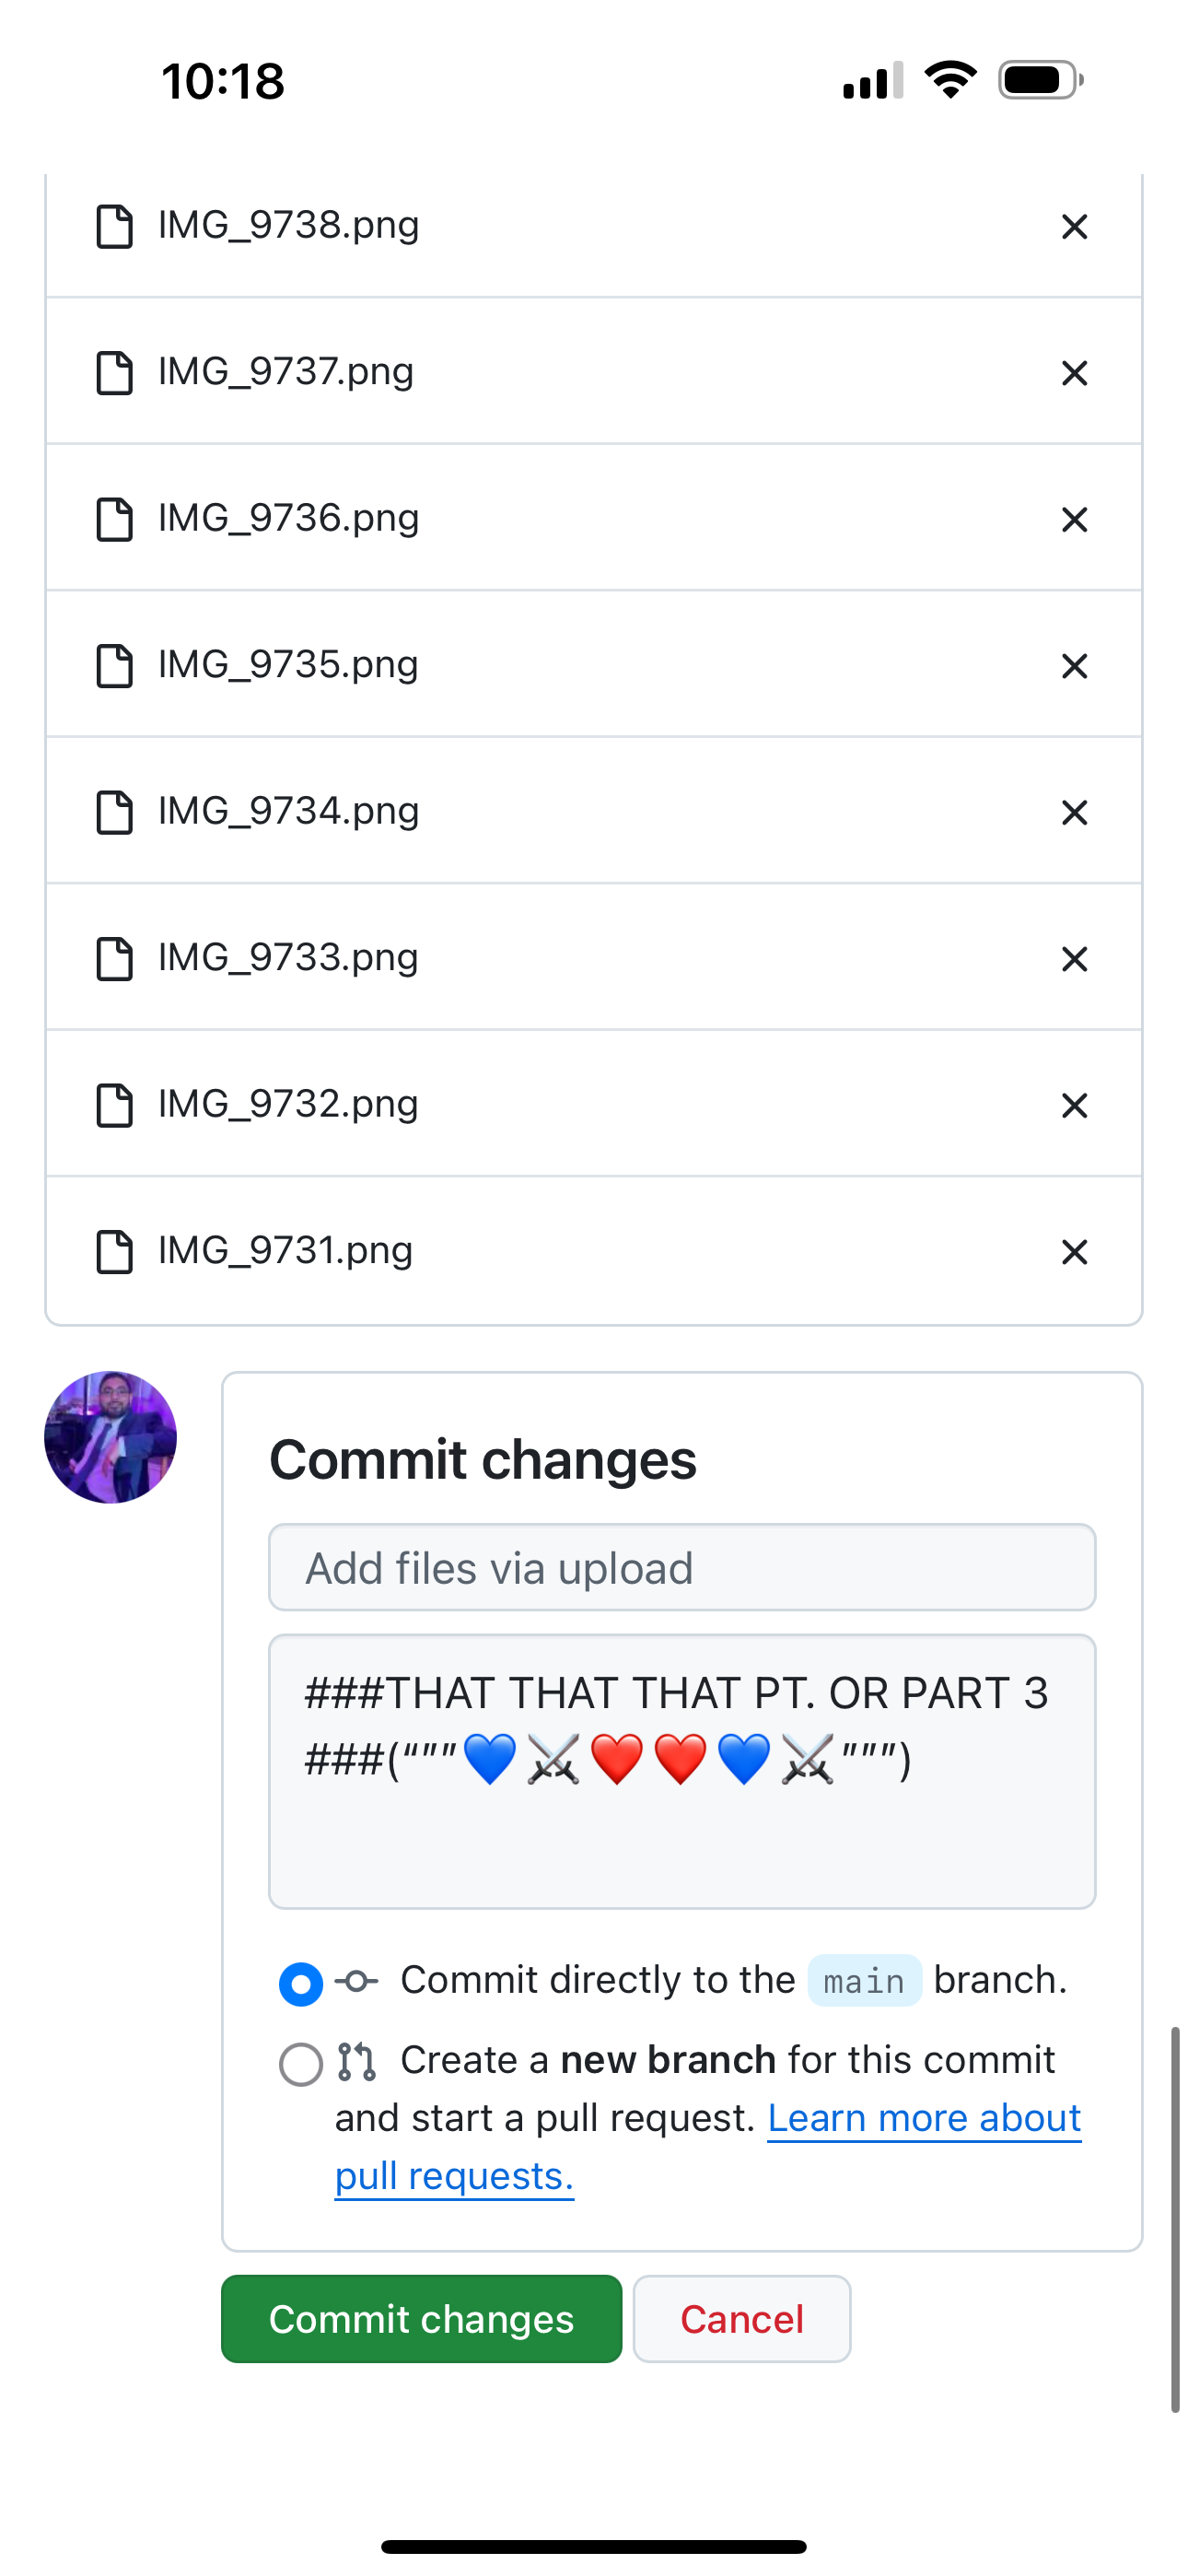 10:18
IMG_9738.png
IMG_9737.png
IMG_9736.png
IMG_9735.png
IMG_9734.png
IMG_9733.png
IMG_9732.png
IMG_9731.png
Commit changes
Add files via upload
###THAT THAT THAT PT. OR PART 3
###(“””💙⚔️❤️❤️💙⚔️”””)
Commit directly to the main branch.
Create a new branch for this commit
and start a pull request. Learn more about
pull requests.
Commit changes Cancel